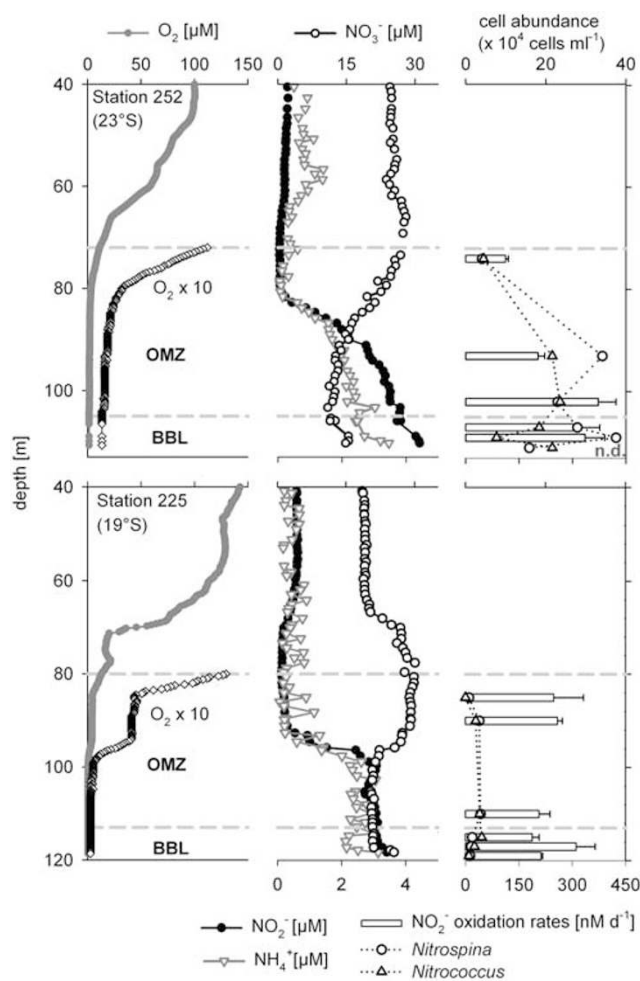 O₂ [µM]
NO₃⁻ [µM]
cell abundance
(x 10⁴ cells ml⁻¹)
0 50 100 150
0 15 30
0 20 40
40
60
80
100
Station 252
(23°S)
O₂ x 10
OMZ
BBL
n.d.
depth [m]
40
60
80
100
120
Station 225
(19°S)
O₂ x 10
OMZ
BBL
0 2 4
0 150 300 450
NO₂⁻ [µM]
NH₄⁺ [µM]
NO₂⁻ oxidation rates [nM d⁻¹]
Nitrospina
Nitrococcus